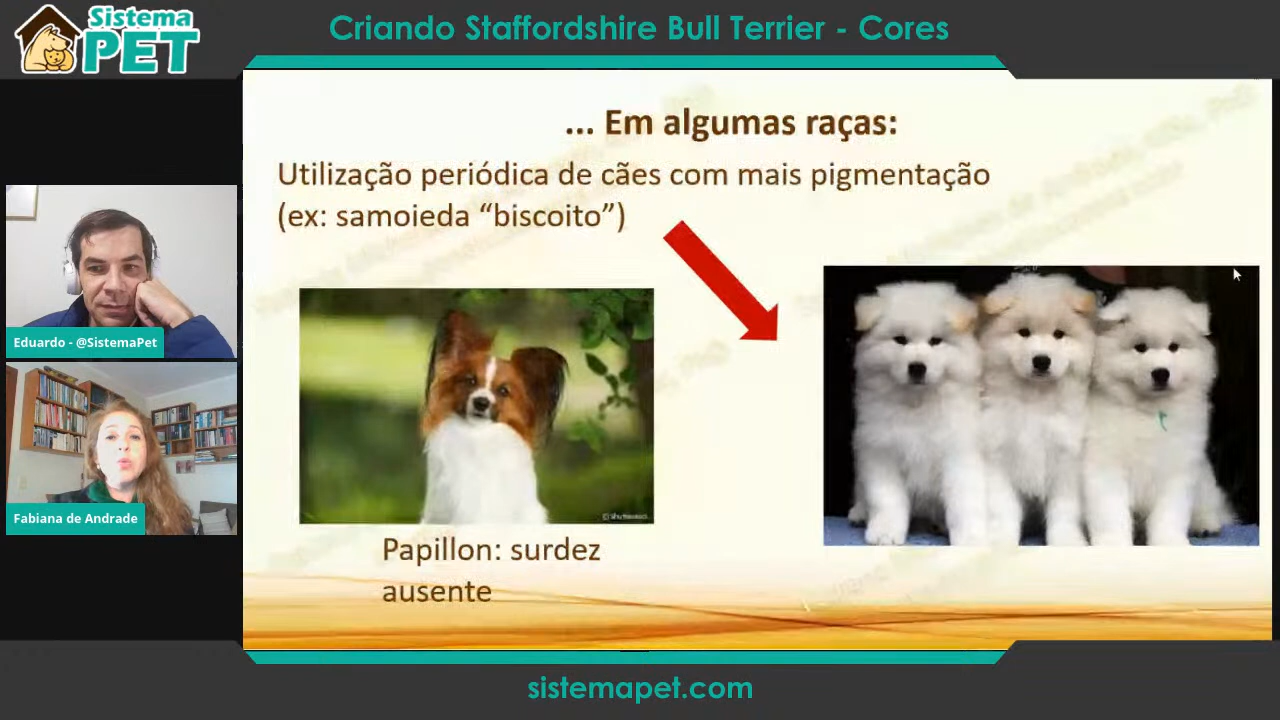 Sistema
PET
Criando Staffordshire Bull Terrier - Cores
... Em algumas raças:
Utilização periódica de cães com mais pigmentação
(ex: samoieda “biscoito”)
Eduardo - @SistemaPet
Fabiana de Andrade
Papillon: surdez
ausente
sistemapet.com